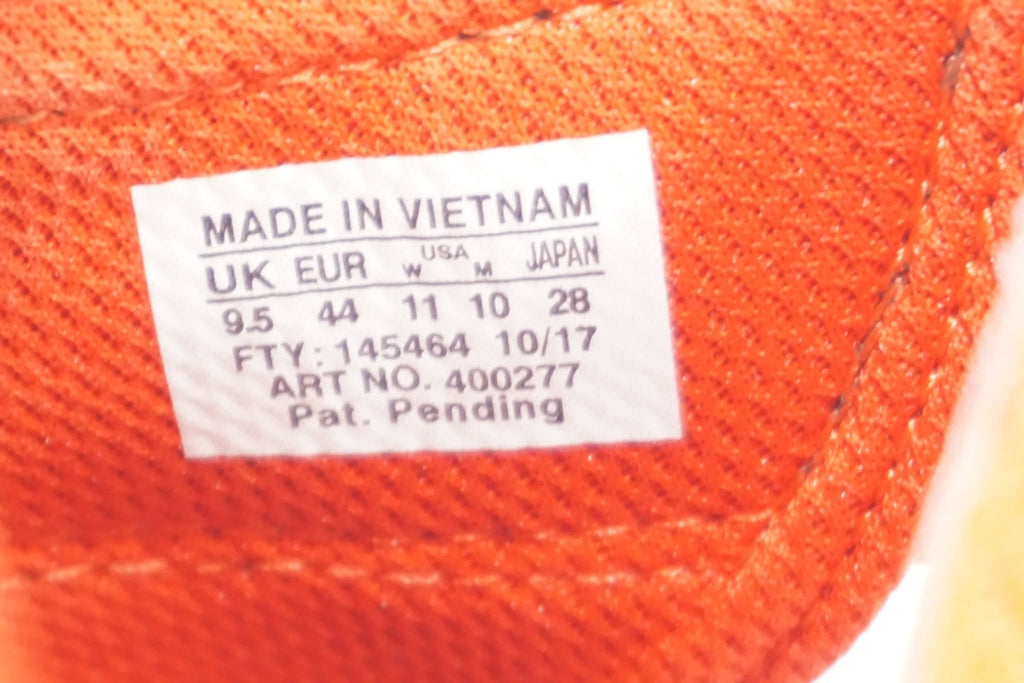 MADE IN VIETNAM
UK EUR W USA M JAPAN
9.5 44 11 10 28
FTY: 145464 10/17
ART NO. 400277
Pat. Pending